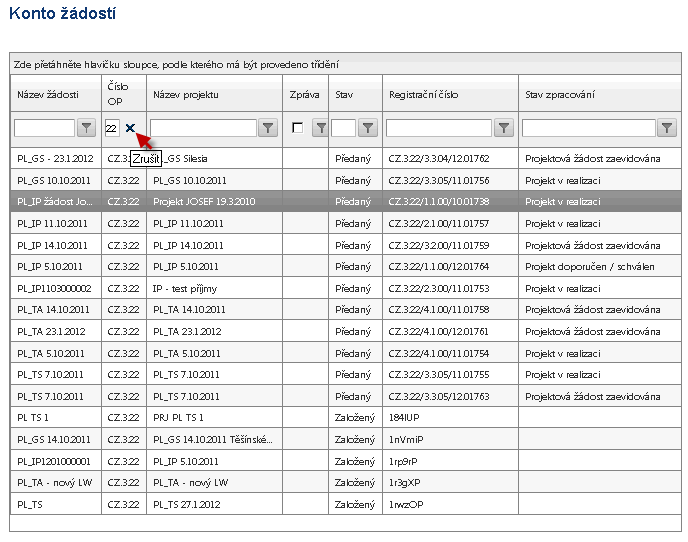 Konto žádostí
Zde přetáhněte hlavičku sloupce, podle kterého má být provedeno třídění
Název žádosti Číslo OP Název projektu Zpráva Stav Registrační číslo Stav zpracování
22
Zrušit
PL_GS - 23.1.2012 CZ.3.22 PL_GS Silesia Předaný CZ.3.22/3.3.04/12.01762 Projektová žádost zaevidována
PL_GS 10.10.2011 CZ.3.22 PL_GS 10.10.2011 Předaný CZ.3.22/3.3.05/11.01756 Projekt v realizaci
PL_IP žádost Jo... CZ.3.22 Projekt JOSEF 19.3.2010 Předaný CZ.3.22/1.1.00/10.01738 Projekt v realizaci
PL_IP 11.10.2011 CZ.3.22 PL_IP 11.10.2011 Předaný CZ.3.22/2.1.00/11.01757 Projekt v realizaci
PL_IP 14.10.2011 CZ.3.22 PL_IP 14.10.2011 Předaný CZ.3.22/3.2.00/11.01759 Projektová žádost zaevidována
PL_IP 5.10.2011 CZ.3.22 PL_IP 5.10.2011 Předaný CZ.3.22/1.1.00/12.01764 Projekt doporučen / schválen
PL_IP1103000002 CZ.3.22 IP - test příjmy Předaný CZ.3.22/2.3.00/11.01753 Projekt v realizaci
PL_TA 14.10.2011 CZ.3.22 PL_TA 14.10.2011 Předaný CZ.3.22/4.1.00/11.01758 Projektová žádost zaevidována
PL_TA 23.1.2012 CZ.3.22 PL_TA 23.1.2012 Předaný CZ.3.22/4.1.00/12.01761 Projektová žádost zaevidována
PL_TA 5.10.2011 CZ.3.22 PL_TA 5.10.2011 Předaný CZ.3.22/4.1.00/11.01754 Projekt v realizaci
PL_TS 7.10.2011 CZ.3.22 PL_TS 7.10.2011 Předaný CZ.3.22/3.3.05/11.01755 Projekt v realizaci
PL_TS 7.10.2011 CZ.3.22 PL_TS 7.10.2011 Předaný CZ.3.22/3.3.05/12.01763 Projektová žádost zaevidována
PL TS 1 CZ.3.22 PRJ PL TS 1 Založený 184IUP
PL_GS 14.10.2011 CZ.3.22 PL_GS 14.10.2011 Těšínské... Založený 1nVmiP
PL_IP1201000001 CZ.3.22 PL_IP 5.10.2011 Založený 1rp9rP
PL_TA - nový LW CZ.3.22 PL_TA - nový LW Založený 1r3gXP
PL_TS CZ.3.22 PL_TS 27.1.2012 Založený 1rwzOP